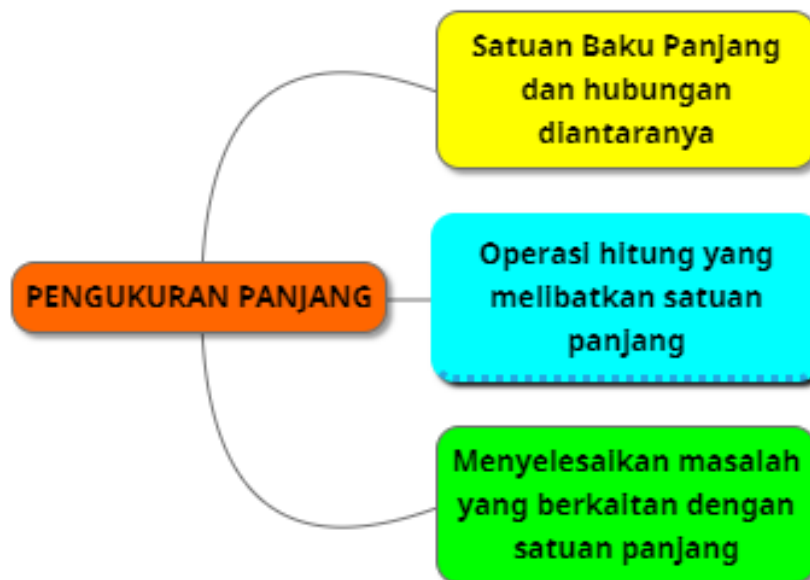 PENGUKURAN PANJANG
Satuan Baku Panjang
dan hubungan
diantaranya
Operasi hitung yang
melibatkan satuan
panjang
Menyelesaikan masalah
yang berkaitan dengan
satuan panjang